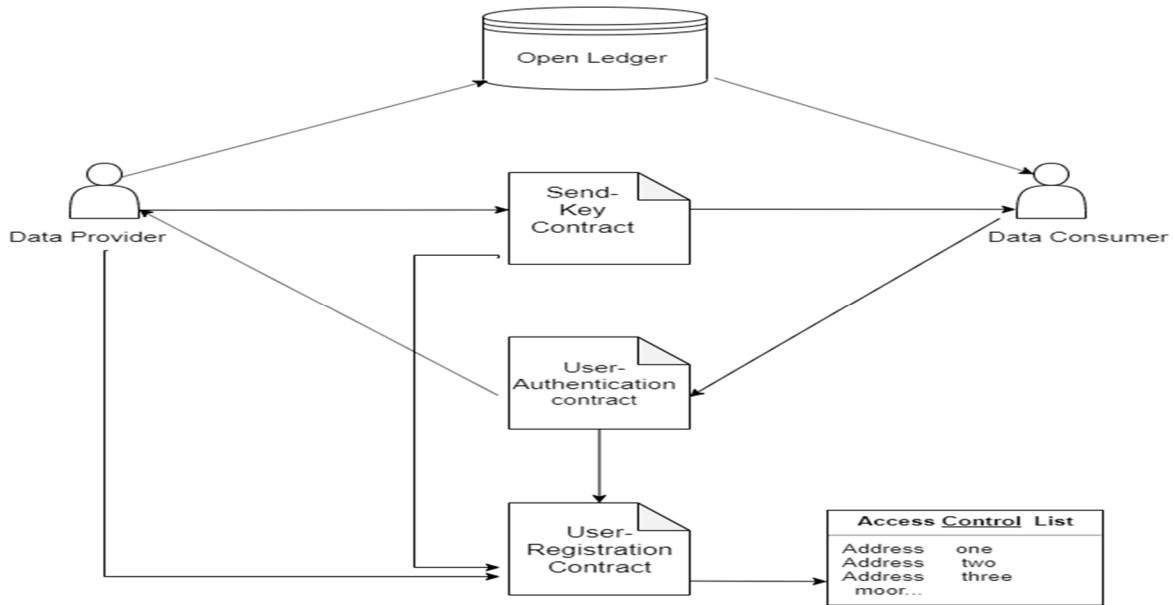 Open Ledger
Send-
Key
Contract
Data Provider
Data Consumer
User-
Authentication
contract
User-
Registration
Contract
Access Control List
Address one
Address two
Address three
moor...